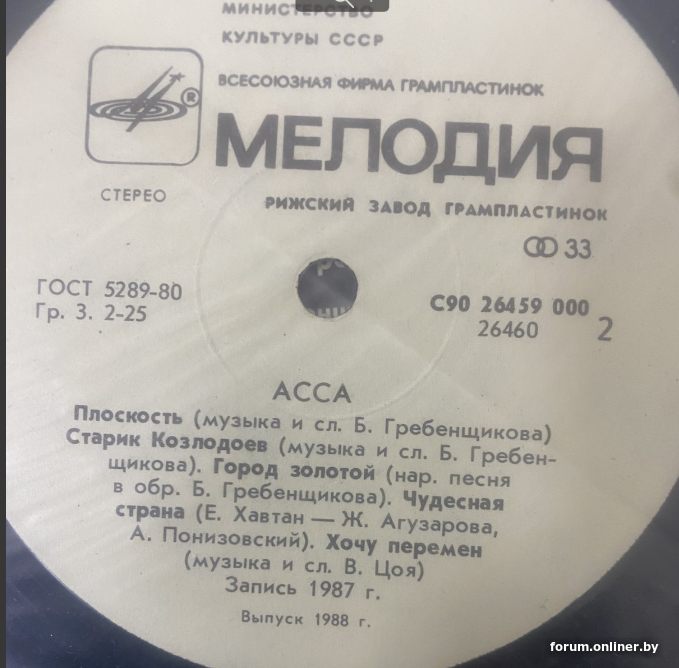 МИНИСТЕРСТВО
КУЛЬТУРЫ СССР
ВСЕСОЮЗНАЯ ФИРМА ГРАМПЛАСТИНОК
®
МЕЛОДИЯ
СТЕРЕО
РИЖСКИЙ ЗАВОД ГРАМПЛАСТИНОК
33
ГОСТ 5289-80
Гр. 3. 2-25
С90 26459 000
26460
2
АССА
Плоскость (музыка и сл. Б. Гребенщикова)
Старик Козлодоев (музыка и сл. Б. Гребен-
щикова). Город золотой (нар. песня
в обр. Б. Гребенщикова). Чудесная
страна (Е. Хавтан — Ж. Агузарова,
А. Понизовский). Хочу перемен
(музыка и сл. В. Цоя)
Запись 1987 г.
Выпуск 1988 г.
forum.onliner.by